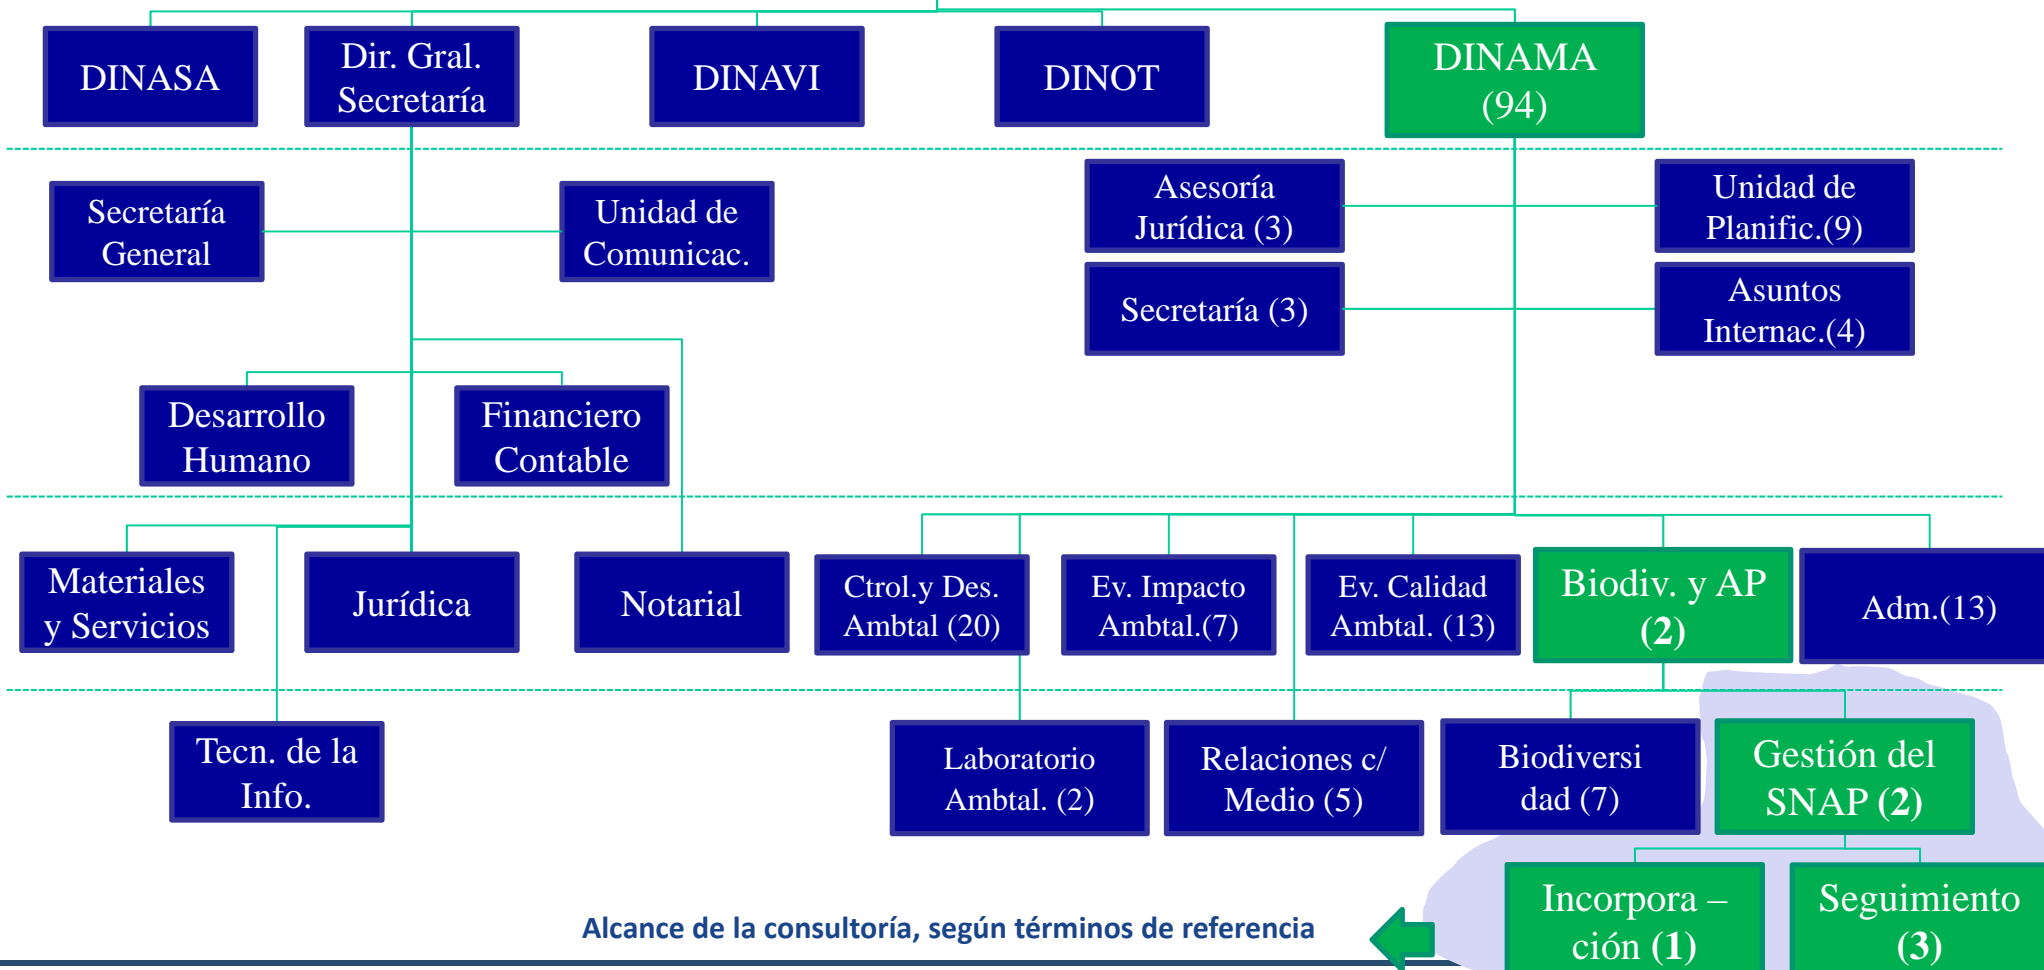 DINASA
Dir. Gral.
Secretaría
DINAVI
DINOT
DINAMA
(94)
Secretaría
General
Unidad de
Comunicac.
Asesoría
Jurídica (3)
Unidad de
Planific.(9)
Secretaría (3)
Asuntos
Internac.(4)
Desarrollo
Humano
Financiero
Contable
Materiales
y Servicios
Jurídica
Notarial
Ctrol.y Des.
Ambtal (20)
Ev. Impacto
Ambtal.(7)
Ev. Calidad
Ambtal. (13)
Biodiv. y AP
(2)
Adm.(13)
Tecn. de la
Info.
Laboratorio
Ambtal. (2)
Relaciones c/
Medio (5)
Biodiversi
dad (7)
Gestión del
SNAP (2)
Incorpora –
ción (1)
Seguimiento
(3)
Alcance de la consultoría, según términos de referencia